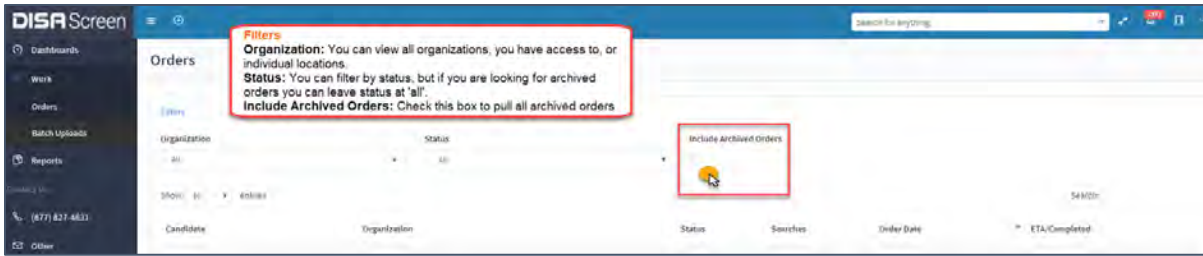 DISA Screen
Search for anything
Dashboards
Work
Orders
Batch Uploads
Reports
(877) 827-4833
Other
Orders
Filters
Organization: You can view all organizations, you have access to, or
individual locations.
Status: You can filter by status, but if you are looking for archived
orders you can leave status at 'all'.
Include Archived Orders: Check this box to pull all archived orders
Filters
Organization
Status
Include Archived Orders
All
All
Show
entries
Search:
Candidate
Organization
Status
Searches
Order Date
ETA/Completed